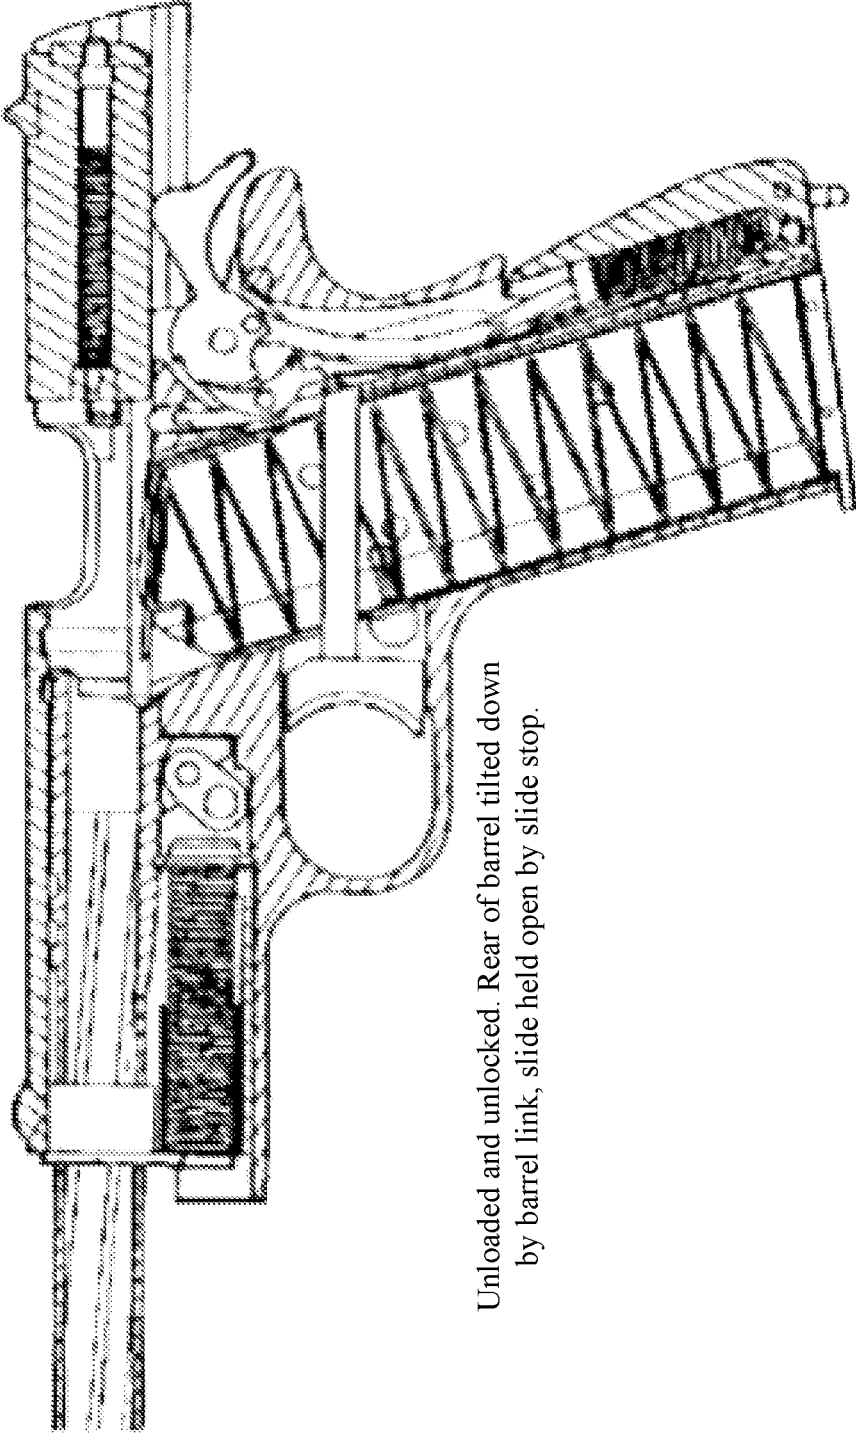 Unloaded and unlocked. Rear of barrel tilted down
by barrel link, slide held open by slide stop.